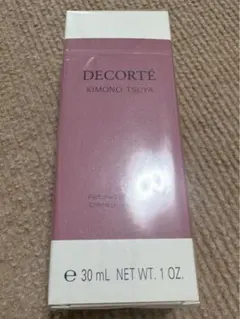 DECORTÉ
KIMONO TSUYA
℮ 30 mL NET WT. 1 OZ.